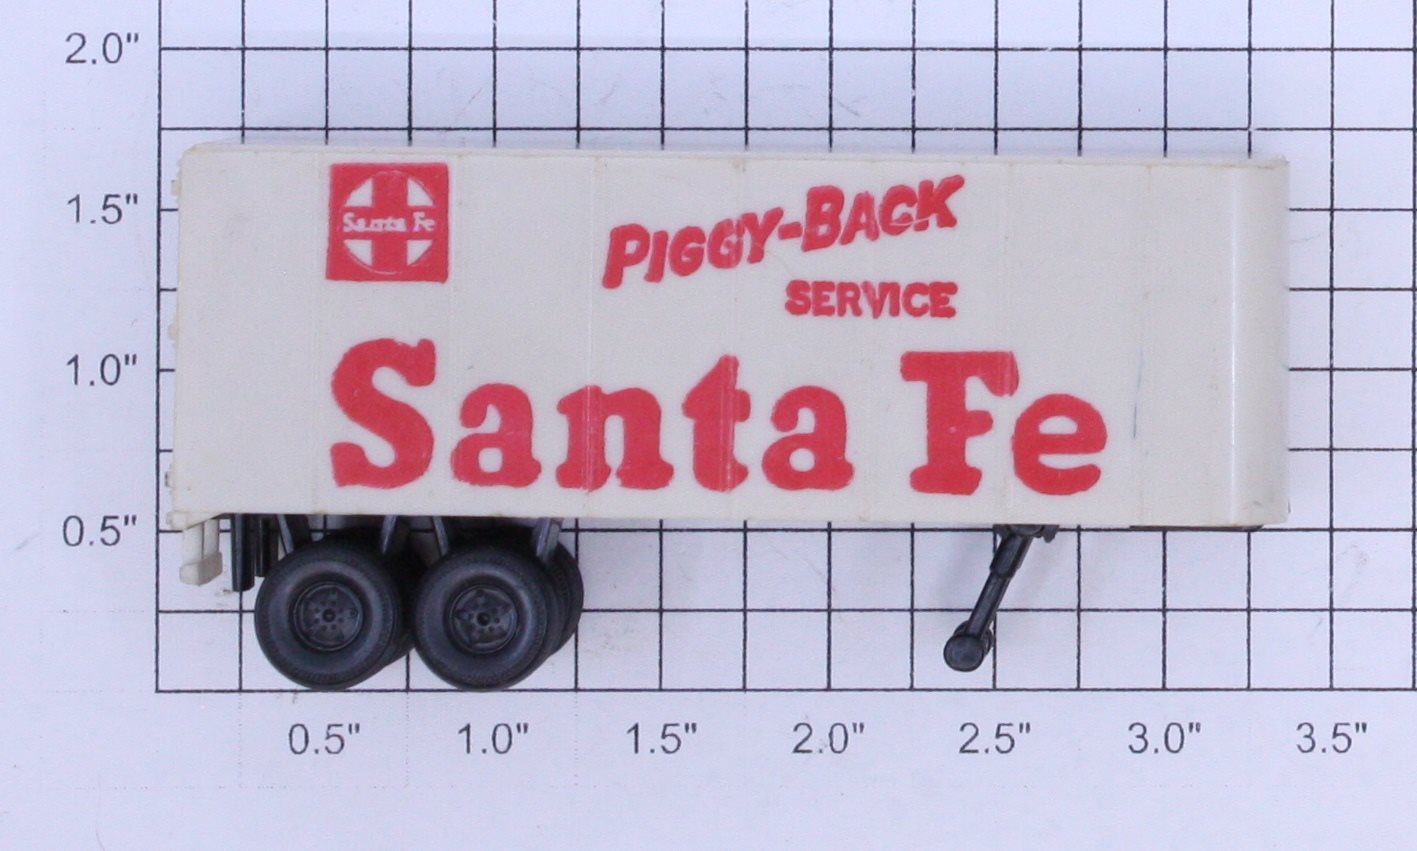 2.0"
1.5"
Santa Fe
PIGGY-BACK
SERVICE
1.0"
Santa Fe
0.5"
0.5" 1.0" 1.5" 2.0" 2.5" 3.0" 3.5"